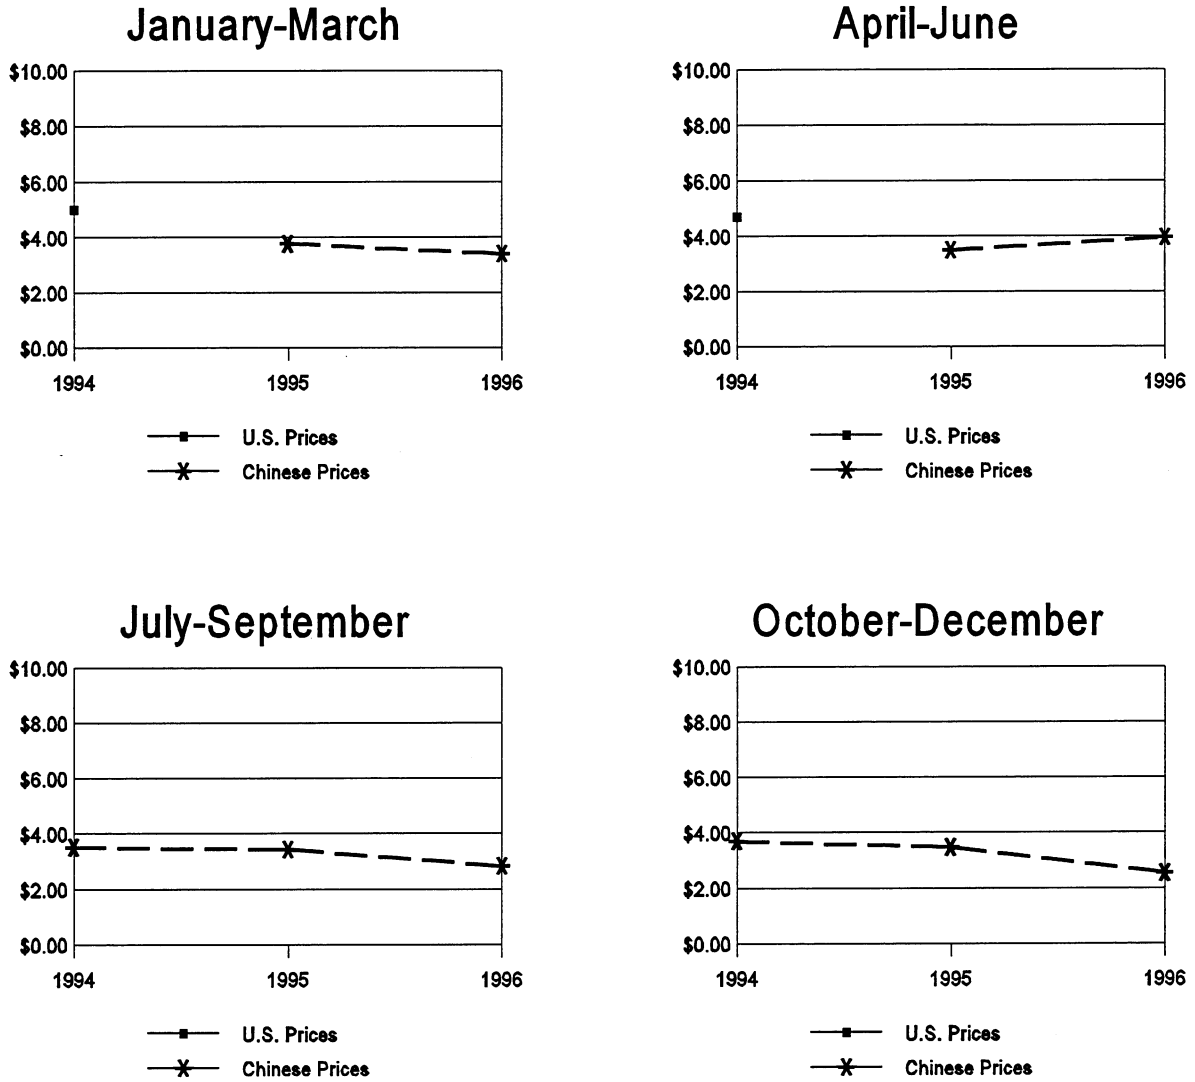 January-March
$10.00
$8.00
$6.00
$4.00
$2.00
$0.00
1994 1995 1996
U.S. Prices
Chinese Prices
April-June
$10.00
$8.00
$6.00
$4.00
$2.00
$0.00
1994 1995 1996
U.S. Prices
Chinese Prices
July-September
$10.00
$8.00
$6.00
$4.00
$2.00
$0.00
1994 1995 1996
U.S. Prices
Chinese Prices
October-December
$10.00
$8.00
$6.00
$4.00
$2.00
$0.00
1994 1995 1996
U.S. Prices
Chinese Prices